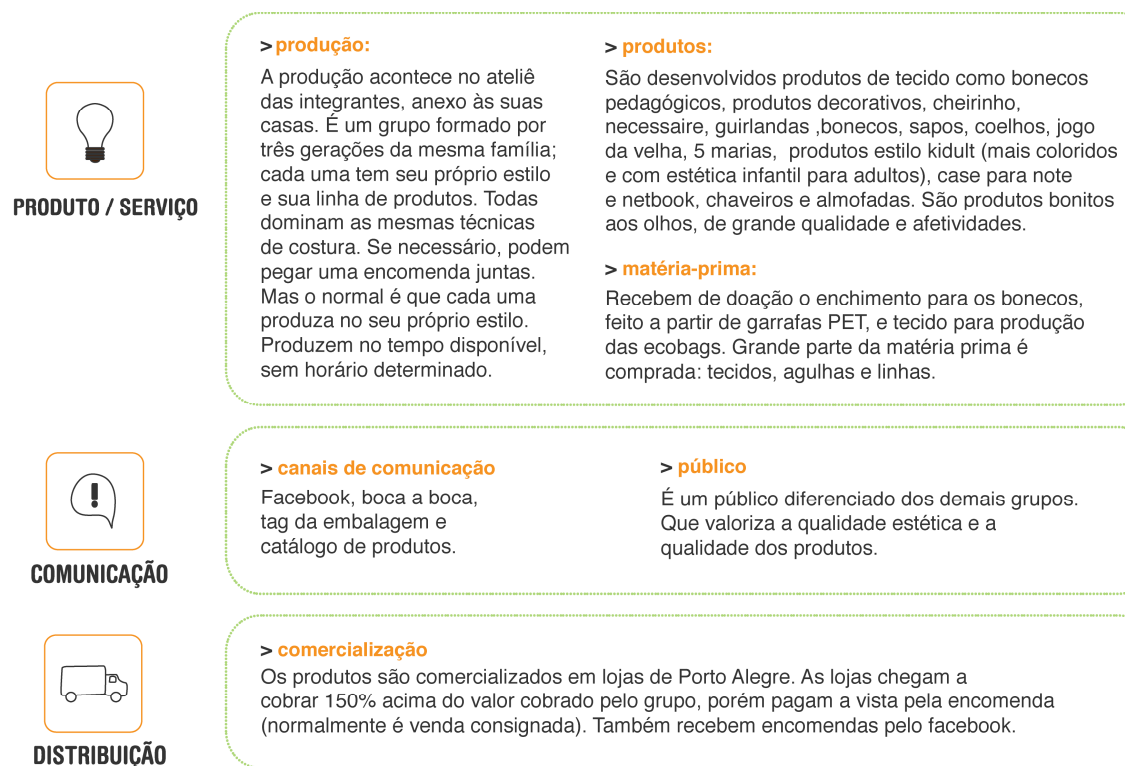 PRODUTO / SERVIÇO
> produção:
A produção acontece no ateliê
das integrantes, anexo às suas
casas. É um grupo formado por
três gerações da mesma família;
cada uma tem seu próprio estilo
e sua linha de produtos. Todas
dominam as mesmas técnicas
de costura. Se necessário, podem
pegar uma encomenda juntas.
Mas o normal é que cada uma
produza no seu próprio estilo.
Produzem no tempo disponível,
sem horário determinado.
> produtos:
São desenvolvidos produtos de tecido como bonecos
pedagógicos, produtos decorativos, cheirinho,
necessaire, guirlandas ,bonecos, sapos, coelhos, jogo
da velha, 5 marias,  produtos estilo kidult (mais coloridos
e com estética infantil para adultos), case para note
e netbook, chaveiros e almofadas. São produtos bonitos
aos olhos, de grande qualidade e afetividades.
> matéria-prima:
Recebem de doação o enchimento para os bonecos,
feito a partir de garrafas PET, e tecido para produção
das ecobags. Grande parte da matéria prima é
comprada: tecidos, agulhas e linhas.
COMUNICAÇÃO
> canais de comunicação
Facebook, boca a boca,
tag da embalagem e
catálogo de produtos.
> público
É um público diferenciado dos demais grupos.
Que valoriza a qualidade estética e a
qualidade dos produtos.
DISTRIBUIÇÃO
> comercialização
Os produtos são comercializados em lojas de Porto Alegre. As lojas chegam a
cobrar 150% acima do valor cobrado pelo grupo, porém pagam a vista pela encomenda
(normalmente é venda consignada). Também recebem encomendas pelo facebook.